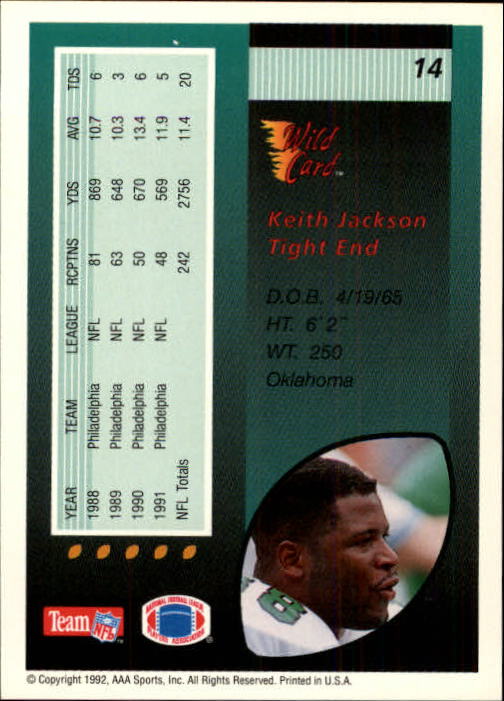 14
Wild
Card™
Keith Jackson
Tight End
D.O.B. 4/19/65
HT. 6'2"
WT. 250
Oklahoma
YEAR TEAM LEAGUE RCPTNS YDS AVG TDS
1988 Philadelphia NFL 81 869 10.7 6
1989 Philadelphia NFL 63 648 10.3 3
1990 Philadelphia NFL 50 670 13.4 6
1991 Philadelphia NFL 48 569 11.9 5
NFL Totals 242 2756 11.4 20
8
Team NFL™
NATIONAL FOOTBALL LEAGUE
PLAYERS ASSOCIATION ®
© Copyright 1992, AAA Sports, Inc. All Rights Reserved. Printed in U.S.A.